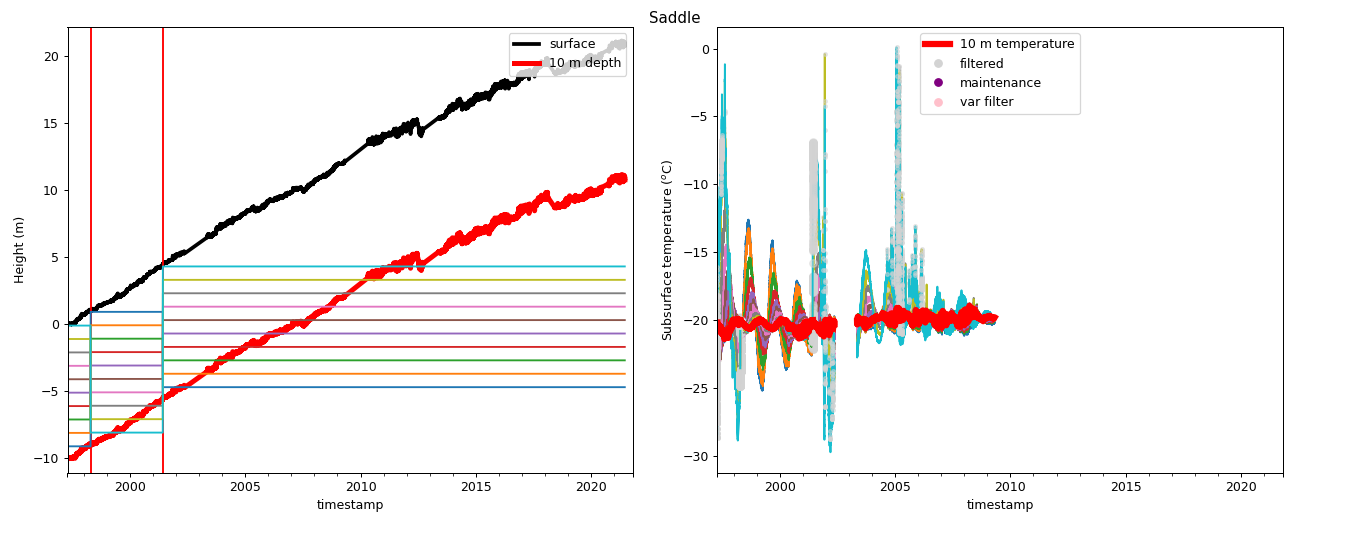 Saddle
surface
10 m depth
20
15
10
5
0
−5
−10
Height (m)
2000
2005
2010
2015
2020
timestamp
10 m temperature
filtered
maintenance
var filter
0
−5
−10
−15
−20
−25
−30
Subsurface temperature (°C)
2000
2005
2010
2015
2020
timestamp